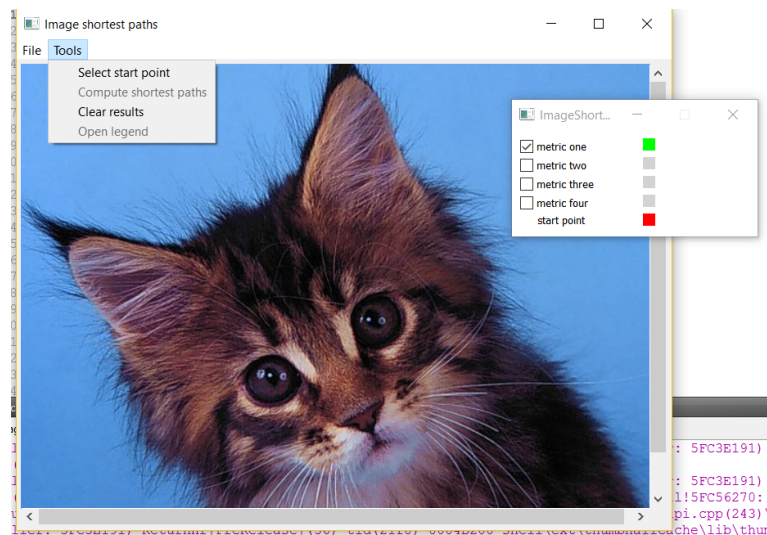 Image shortest paths
File Tools
Select start point
Compute shortest paths
Clear results
Open legend
ImageShort...
metric one
metric two
metric three
metric four
start point
: 5FC3E191)
: 5FC3E191)
l!5FC56270:
pi.cpp(243)\